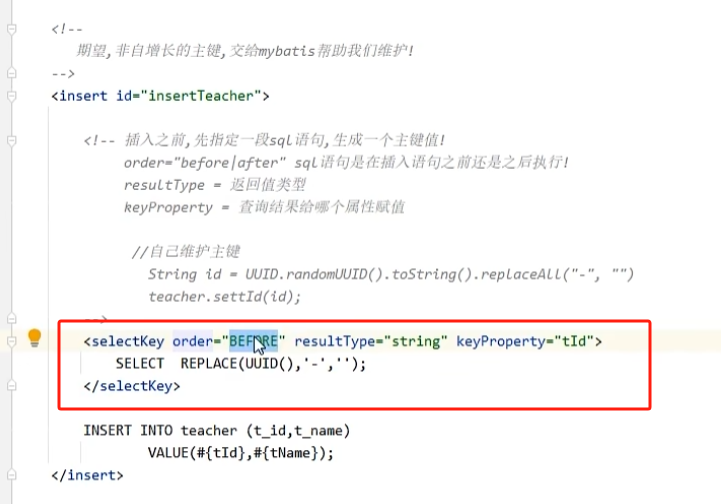 <!--
期望,非自增长的主键,交给mybatis帮助我们维护!
-->
<insert id="insertTeacher">
<!-- 插入之前,先指定一段sql语句,生成一个主键值!
order="before|after" sql语句是在插入语句之前还是之后执行!
resultType = 返回值类型
keyProperty = 查询结果给哪个属性赋值
//自己维护主键
String id = UUID.randomUUID().toString().replaceAll("-", "")
teacher.settId(id);
-->
<selectKey order="BEFORE" resultType="string" keyProperty="tId">
SELECT  REPLACE(UUID(),'-','');
</selectKey>
INSERT INTO teacher (t_id,t_name)
VALUE(#{tId},#{tName});
</insert>